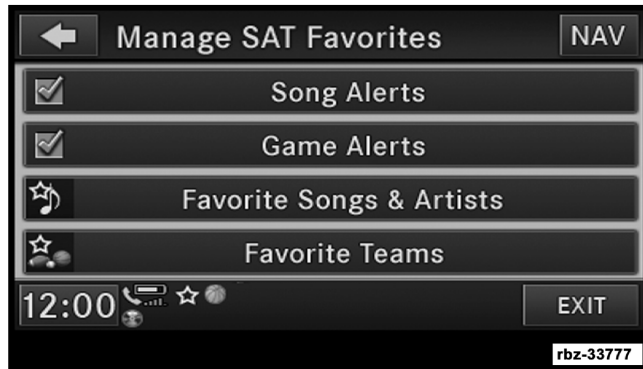 Manage SAT Favorites NAV
Song Alerts
Game Alerts
Favorite Songs & Artists
Favorite Teams
12:00 EXIT
rbz-33777